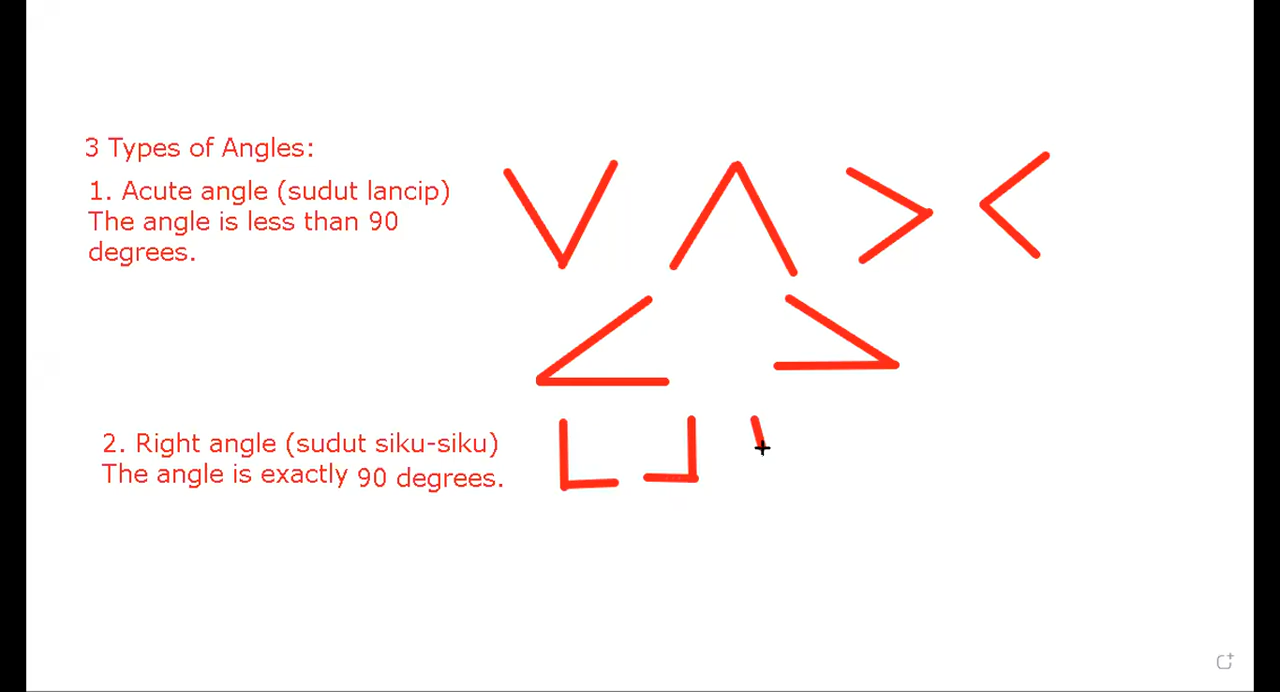 3 Types of Angles:
1. Acute angle (sudut lancip)
The angle is less than 90
degrees.
2. Right angle (sudut siku-siku)
The angle is exactly 90 degrees.